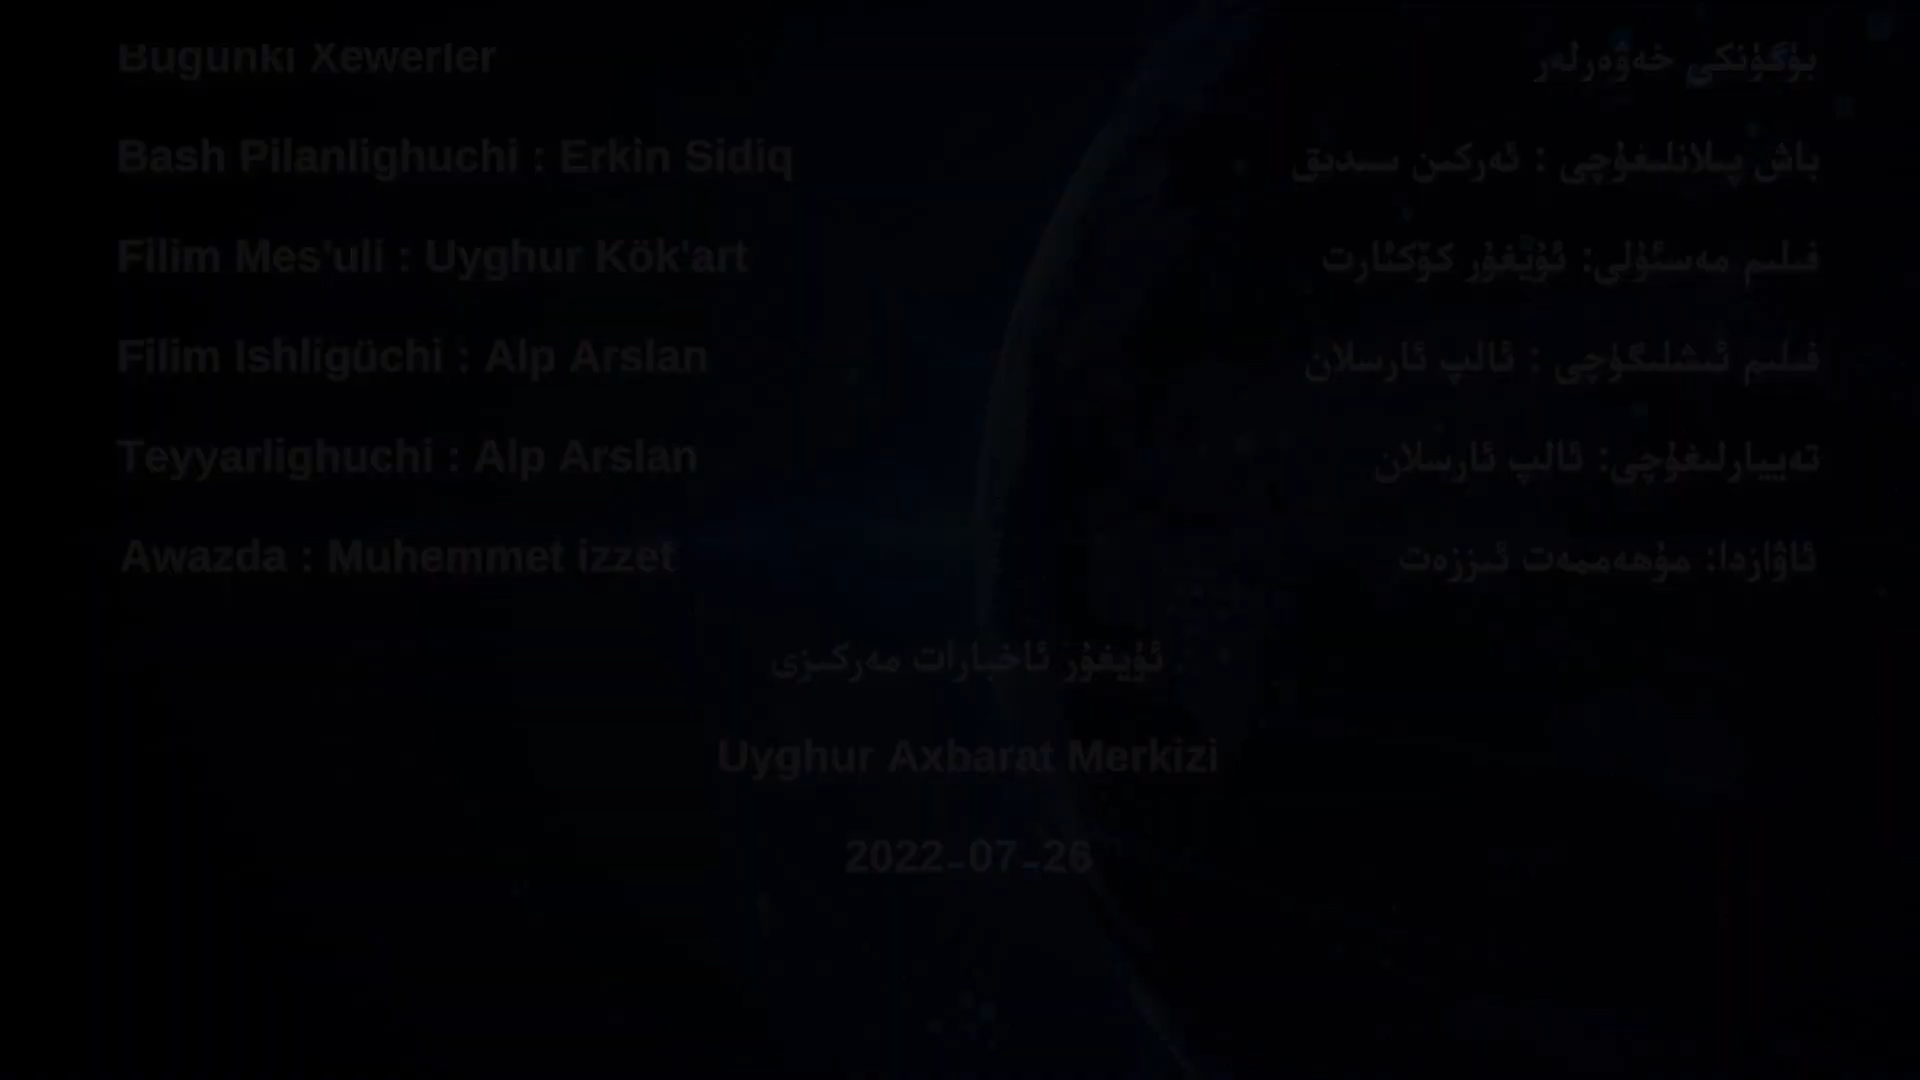 Bugünki Xewerler
بۈگۈنكى خەۋەرلەر
Bash Pilanlighuchi : Erkin Sidiq
باش پىلانلىغۇچى : ئەركىن سىدىق
Filim Mes'uli : Uyghur Kök'art
فىلىم مەسئۇلى: ئۇيغۇر كۆكئارت
Filim Ishligüchi : Alp Arslan
فىلىم ئىشلىگۈچى : ئالپ ئارسلان
Teyyarlighuchi : Alp Arslan
تەييارلىغۇچى: ئالپ ئارسلان
Awazda : Muhemmet izzet
ئاۋازدا: مۇھەممەت ئىززەت
ئۇيغۇر ئاخبارات مەركىزى
Uyghur Axbarat Merkizi
2022-07-26